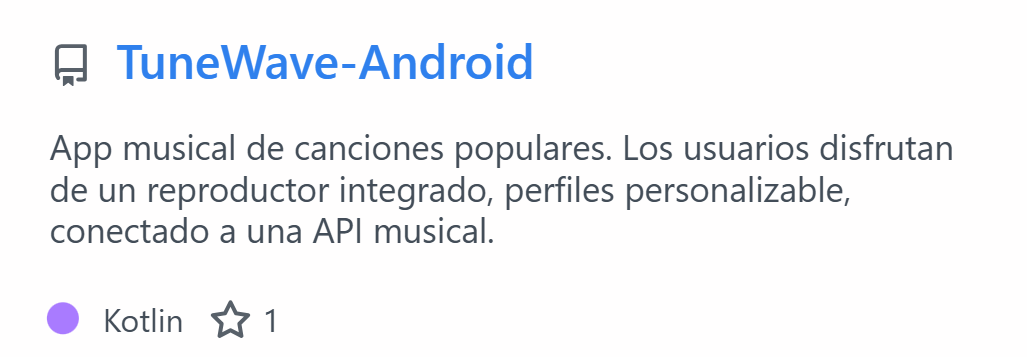 TuneWave-Android
App musical de canciones populares. Los usuarios disfrutan
de un reproductor integrado, perfiles personalizable,
conectado a una API musical.
Kotlin 1